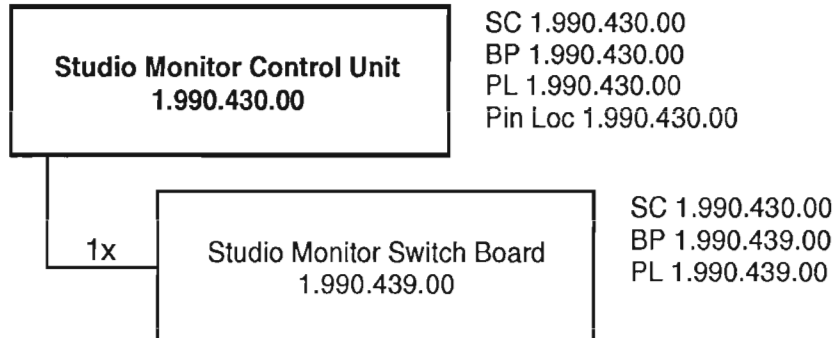 Studio Monitor Control Unit
1.990.430.00
SC 1.990.430.00
BP 1.990.430.00
PL 1.990.430.00
Pin Loc 1.990.430.00
1x
Studio Monitor Switch Board
1.990.439.00
SC 1.990.430.00
BP 1.990.439.00
PL 1.990.439.00